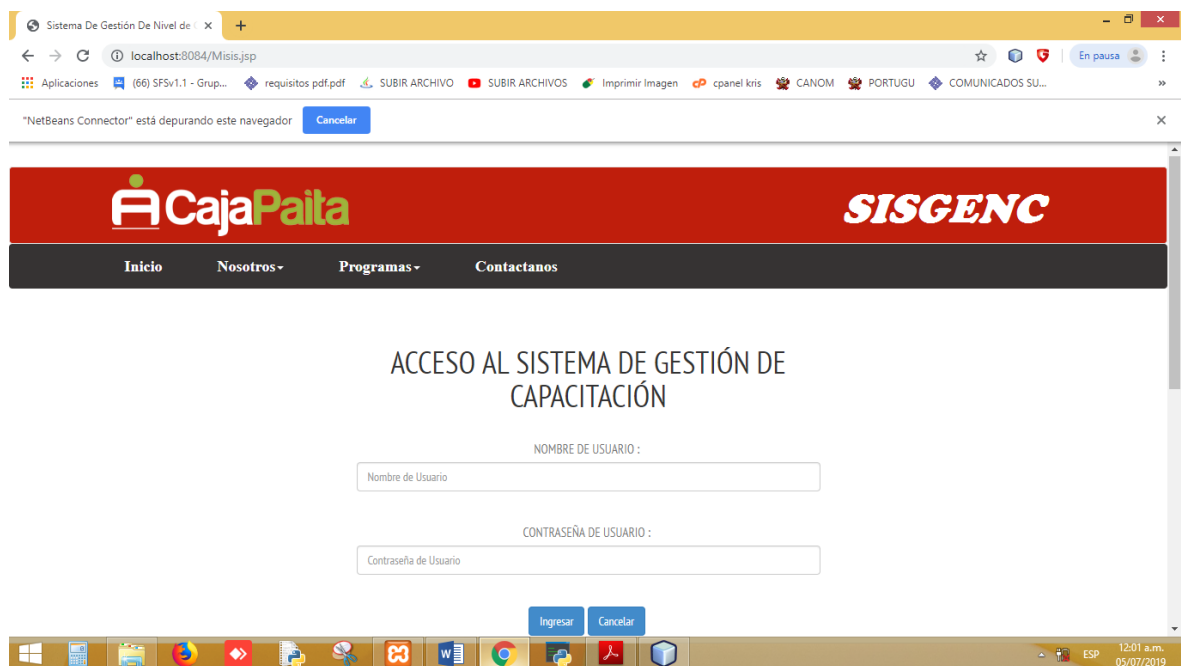 Sistema De Gestión De Nivel de
localhost:8084/Misis.jsp
En pausa
Aplicaciones (66) SFSv1.1 - Grup... requisitos pdf.pdf SUBIR ARCHIVO SUBIR ARCHIVOS Imprimir Imagen cpanel kris CANOM PORTUGU COMUNICADOS SU... »
"NetBeans Connector" está depurando este navegador Cancelar
CajaPaita SISGENC
Inicio Nosotros Programas Contactanos
ACCESO AL SISTEMA DE GESTIÓN DE
CAPACITACIÓN
NOMBRE DE USUARIO :
Nombre de Usuario
CONTRASEÑA DE USUARIO :
Contraseña de Usuario
Ingresar Cancelar
ESP
12:01 a.m.
05/07/2019